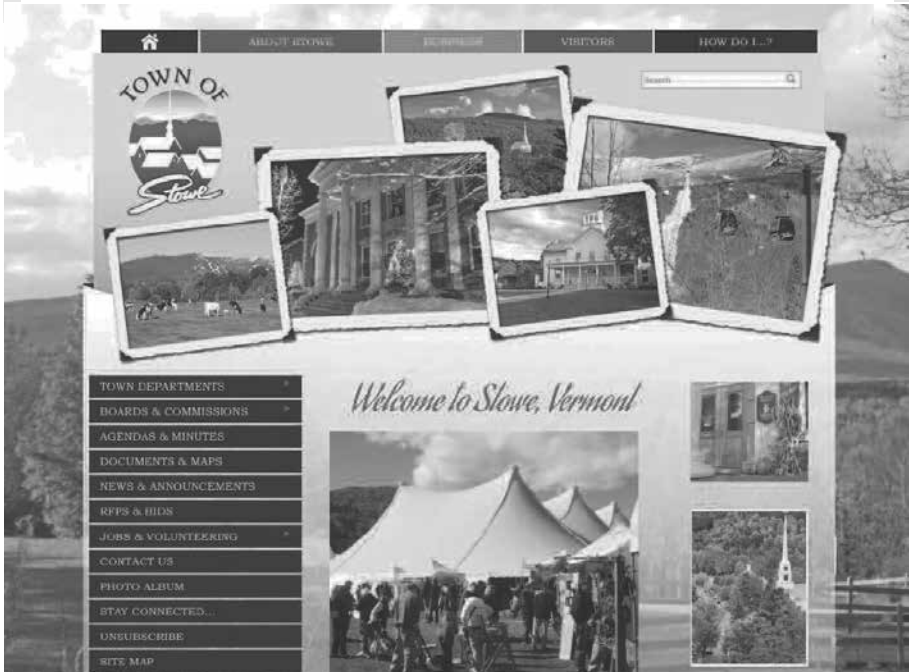 ABOUT STOWE
BUSINESS
VISITORS
HOW DO I...?
Search
TOWN OF
Stowe
TOWN DEPARTMENTS
BOARDS & COMMISSIONS
AGENDAS & MINUTES
DOCUMENTS & MAPS
NEWS & ANNOUNCEMENTS
RFPS & BIDS
JOBS & VOLUNTEERING
CONTACT US
PHOTO ALBUM
STAY CONNECTED...
UNSUBSCRIBE
SITE MAP
Welcome to Stowe, Vermont